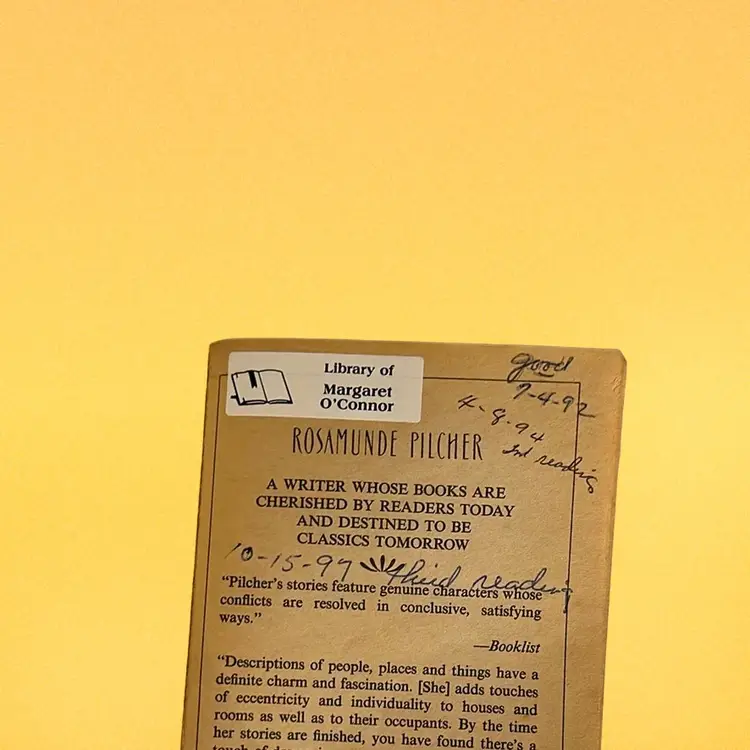 Library of
Margaret
O'Connor
good
7-4-92
4-8-94
2nd reading
ROSAMUNDE PILCHER
A WRITER WHOSE BOOKS ARE
CHERISHED BY READERS TODAY
AND DESTINED TO BE
CLASSICS TOMORROW
10-15-97 third reading
“Pilcher’s stories feature genuine characters whose
conflicts are resolved in conclusive, satisfying
ways.”
—Booklist
“Descriptions of people, places and things have a
definite charm and fascination. [She] adds touches
of eccentricity and individuality to houses and
rooms as well as to their occupants. By the time
her stories are finished, you have found there’s a
touch of